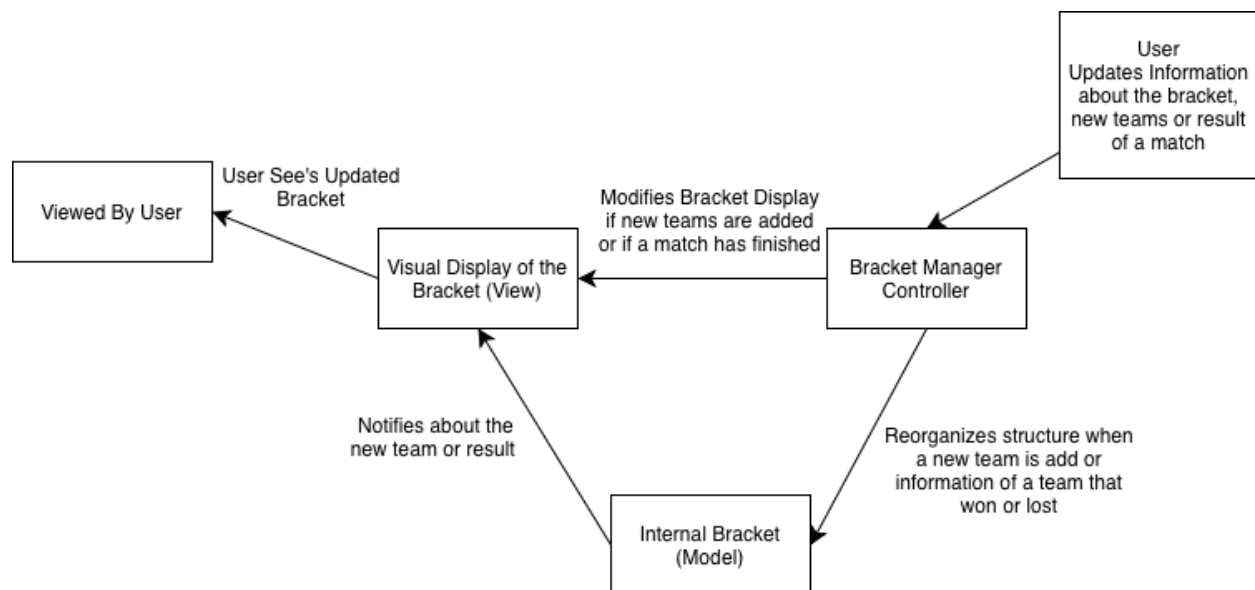 User
Updates Information
about the bracket,
new teams or result
of a match
User See's Updated
Bracket
Viewed By User
Modifies Bracket Display
if new teams are added
or if a match has finished
Visual Display of the
Bracket (View)
Bracket Manager
Controller
Notifies about the
new team or result
Reorganizes structure when
a new team is add or
information of a team that
won or lost
Internal Bracket
(Model)